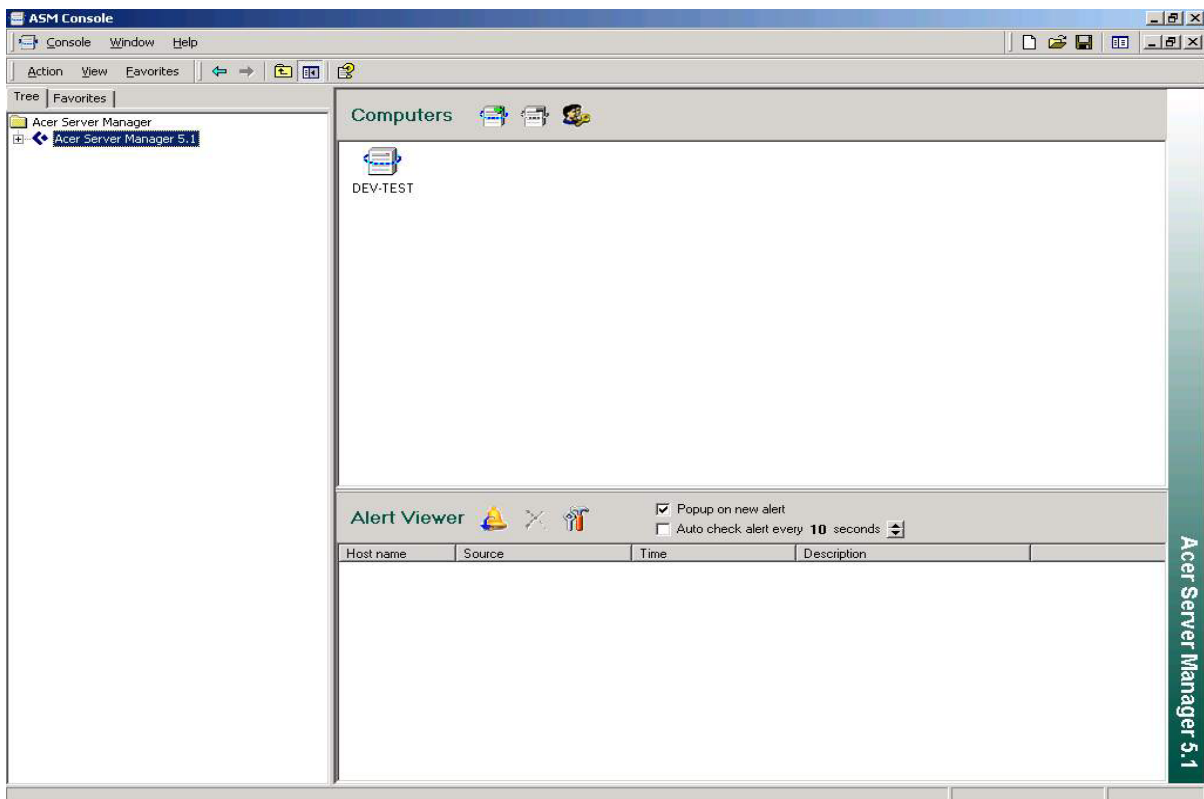 ASM Console
Console Window Help
Action View Favorites
Tree Favorites
Acer Server Manager
Acer Server Manager 5.1
Computers
DEV-TEST
Alert Viewer
Popup on new alert
Auto check alert every 10 seconds
Host name Source Time Description
Acer Server Manager 5.1